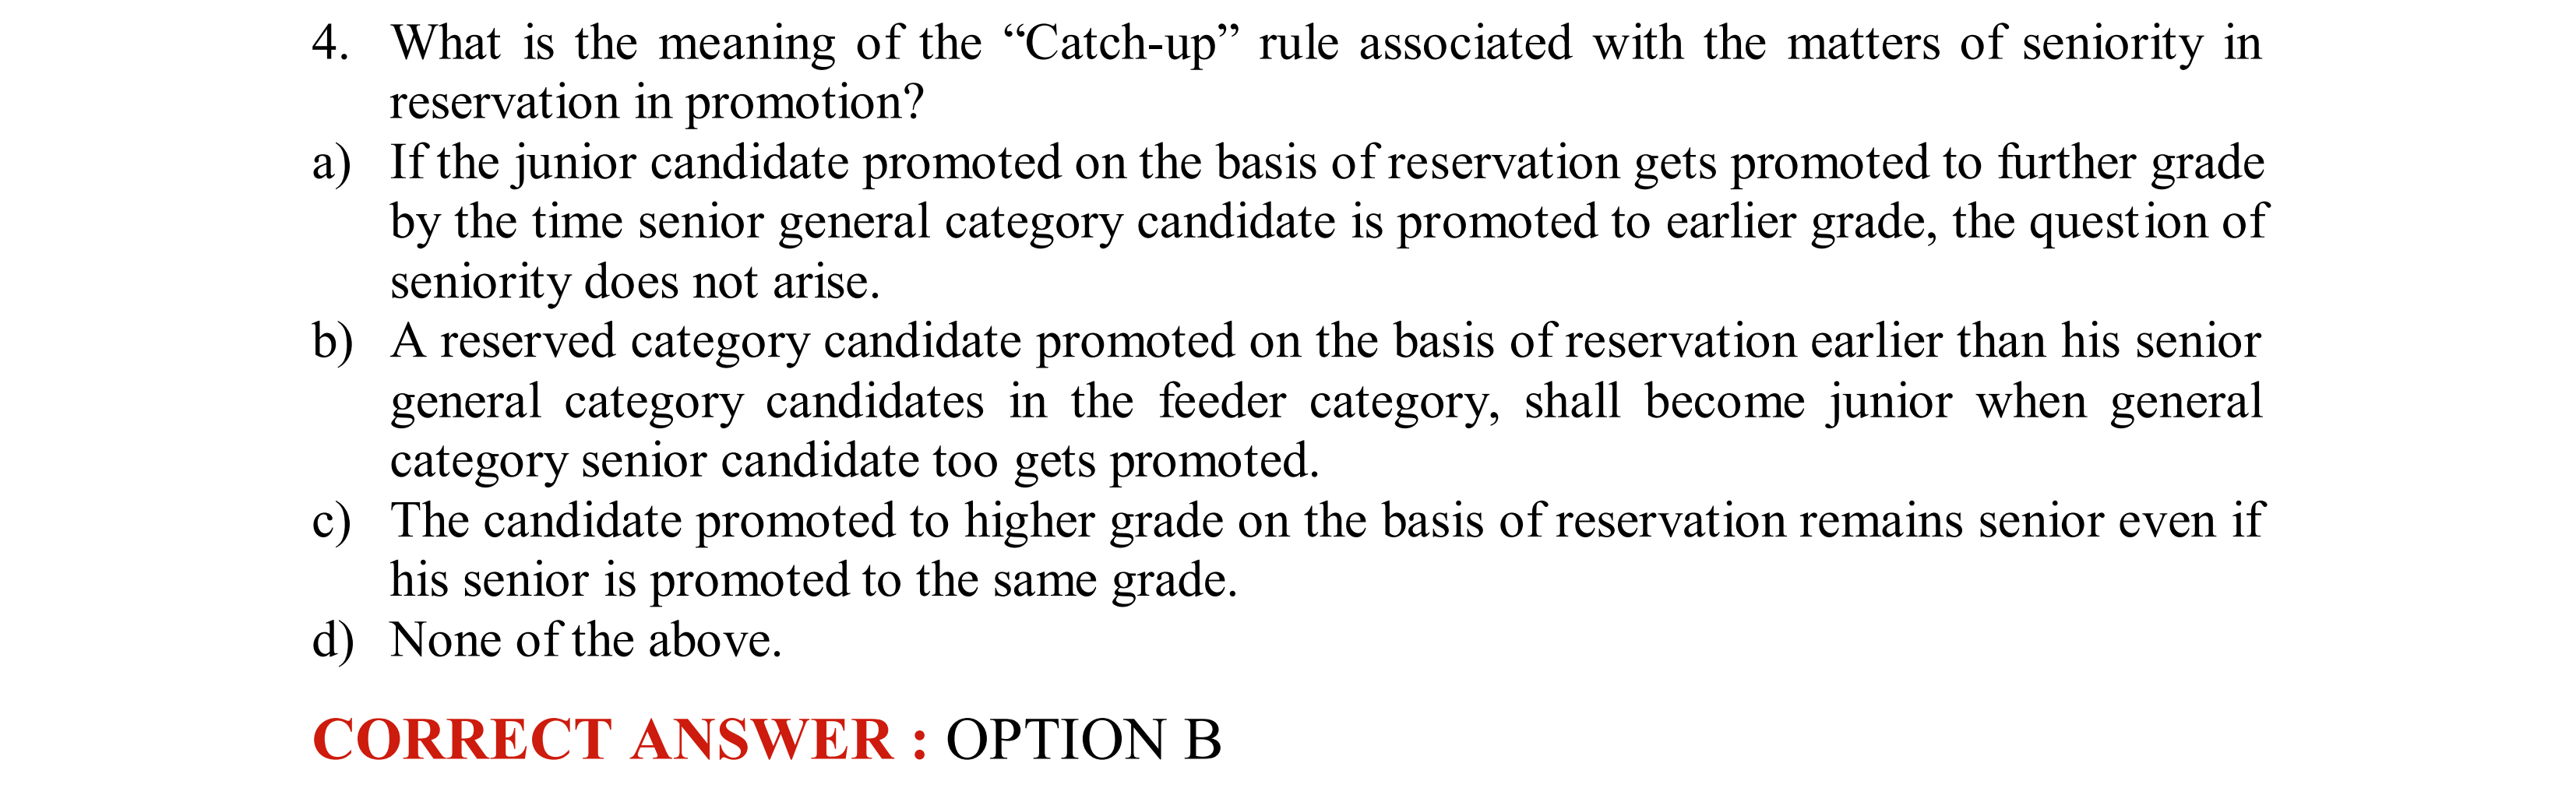 4. What is the meaning of the “Catch-up” rule associated with the matters of seniority in
reservation in promotion?
a) If the junior candidate promoted on the basis of reservation gets promoted to further grade
by the time senior general category candidate is promoted to earlier grade, the question of
seniority does not arise.
b) A reserved category candidate promoted on the basis of reservation earlier than his senior
general category candidates in the feeder category, shall become junior when general
category senior candidate too gets promoted.
c) The candidate promoted to higher grade on the basis of reservation remains senior even if
his senior is promoted to the same grade.
d) None of the above.
CORRECT ANSWER : OPTION B